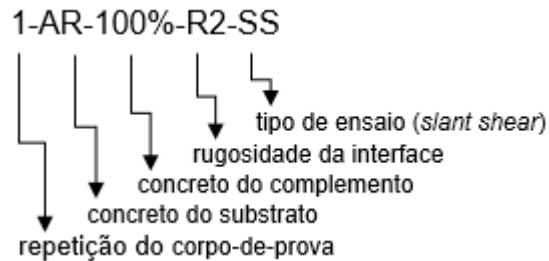 1-AR-100%-R2-SS
tipo de ensaio (slant shear)
rugosidade da interface
concreto do complemento
concreto do substrato
repetição do corpo-de-prova